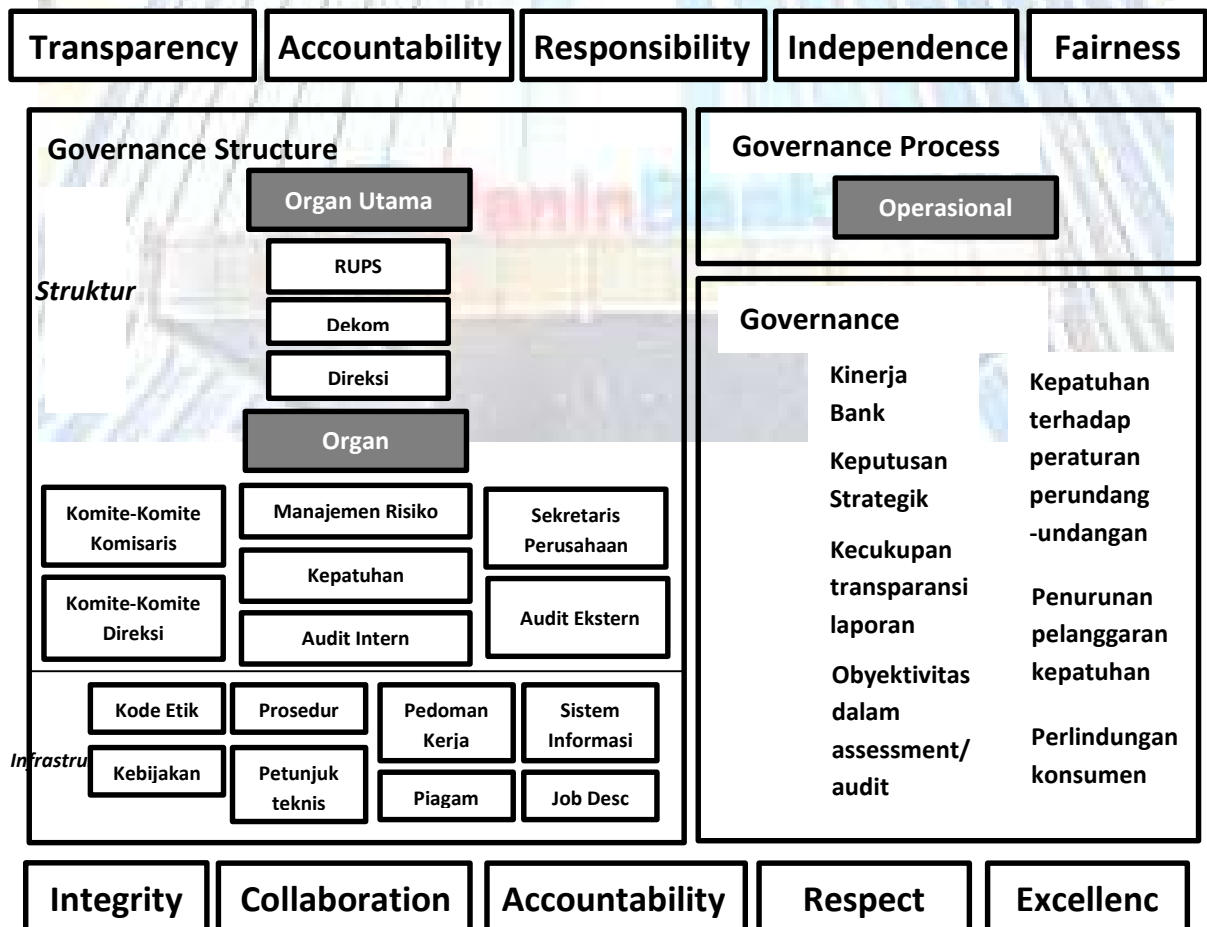 Transparency
Accountability
Responsibility
Independence
Fairness
Governance Structure
Organ Utama
RUPS
Struktur
Dekom
Direksi
Organ
Komite-Komite
Komisaris
Komite-Komite
Direksi
Manajemen Risiko
Kepatuhan
Audit Intern
Sekretaris
Perusahaan
Audit Ekstern
Infrastru
Kode Etik
Prosedur
Pedoman
Kerja
Sistem
Informasi
Kebijakan
Petunjuk
teknis
Piagam
Job Desc
Governance Process
Operasional
Governance
Kinerja
Bank
Keputusan
Strategik
Kecukupan
transparansi
laporan
Obyektivitas
dalam
assessment/
audit
Kepatuhan
terhadap
peraturan
perundang
-undangan
Penurunan
pelanggaran
kepatuhan
Perlindungan
konsumen
Integrity
Collaboration
Accountability
Respect
Excellenc